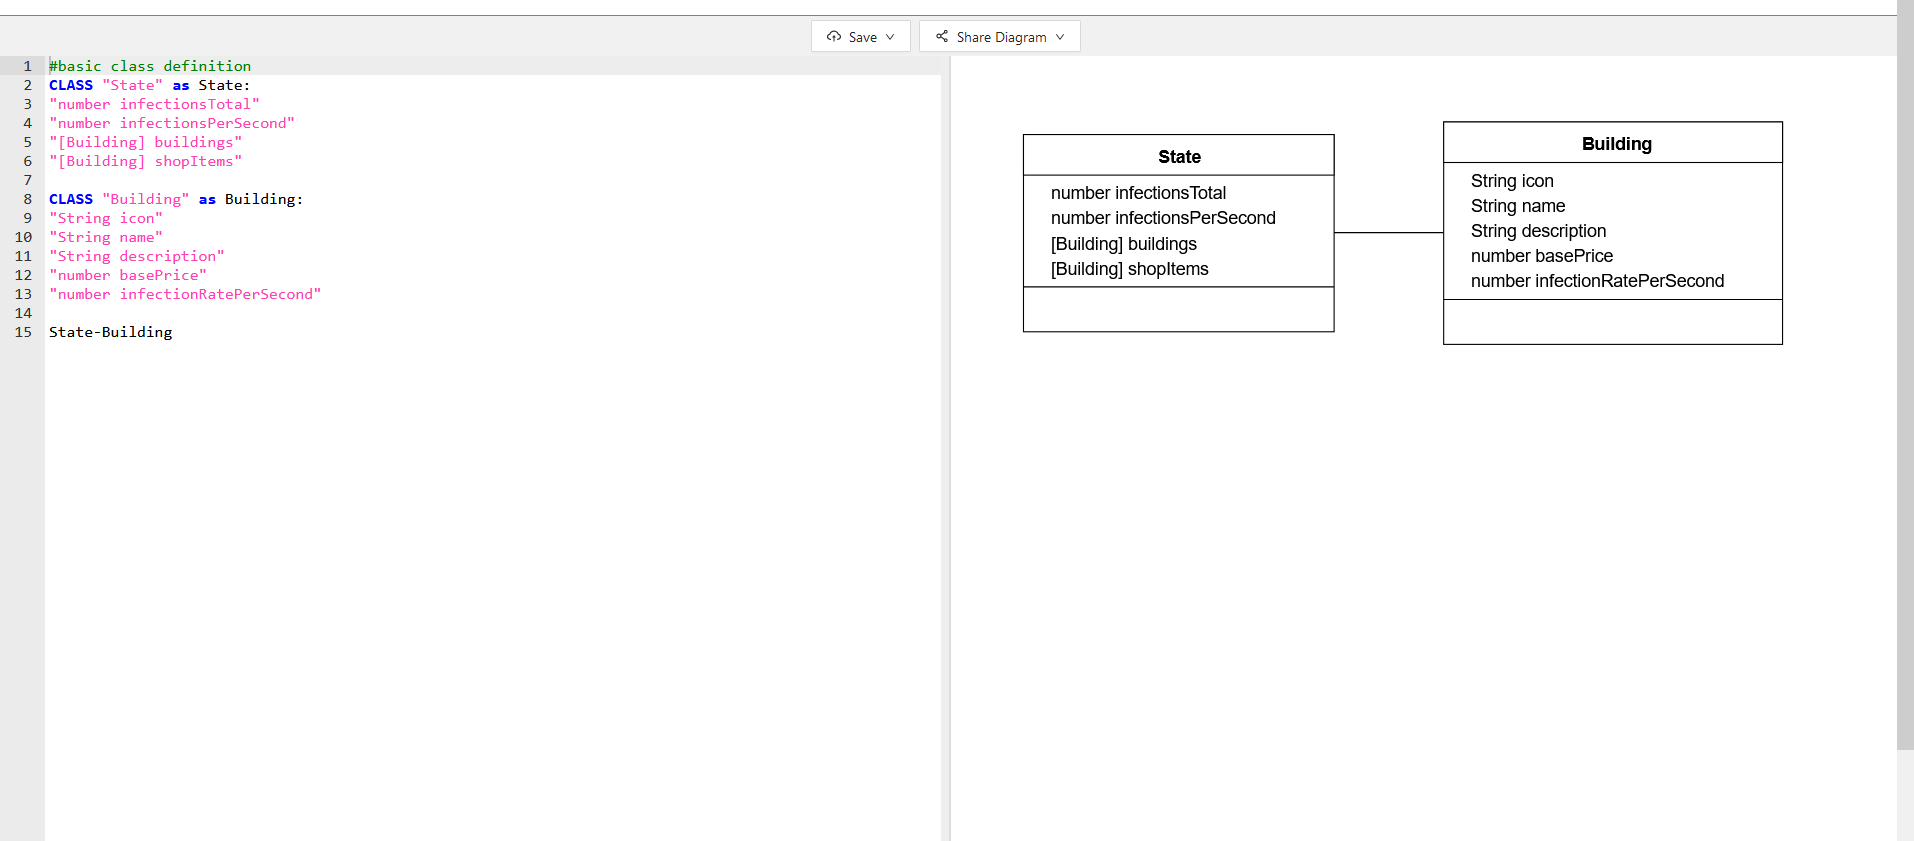 Save
Share Diagram
1 #basic class definition
2 CLASS "State" as State:
3 "number infectionsTotal"
4 "number infectionsPerSecond"
5 "[Building] buildings"
6 "[Building] shopItems"
7
8 CLASS "Building" as Building:
9 "String icon"
10 "String name"
11 "String description"
12 "number basePrice"
13 "number infectionRatePerSecond"
14
15 State-Building
State
number infectionsTotal
number infectionsPerSecond
[Building] buildings
[Building] shopItems
Building
String icon
String name
String description
number basePrice
number infectionRatePerSecond